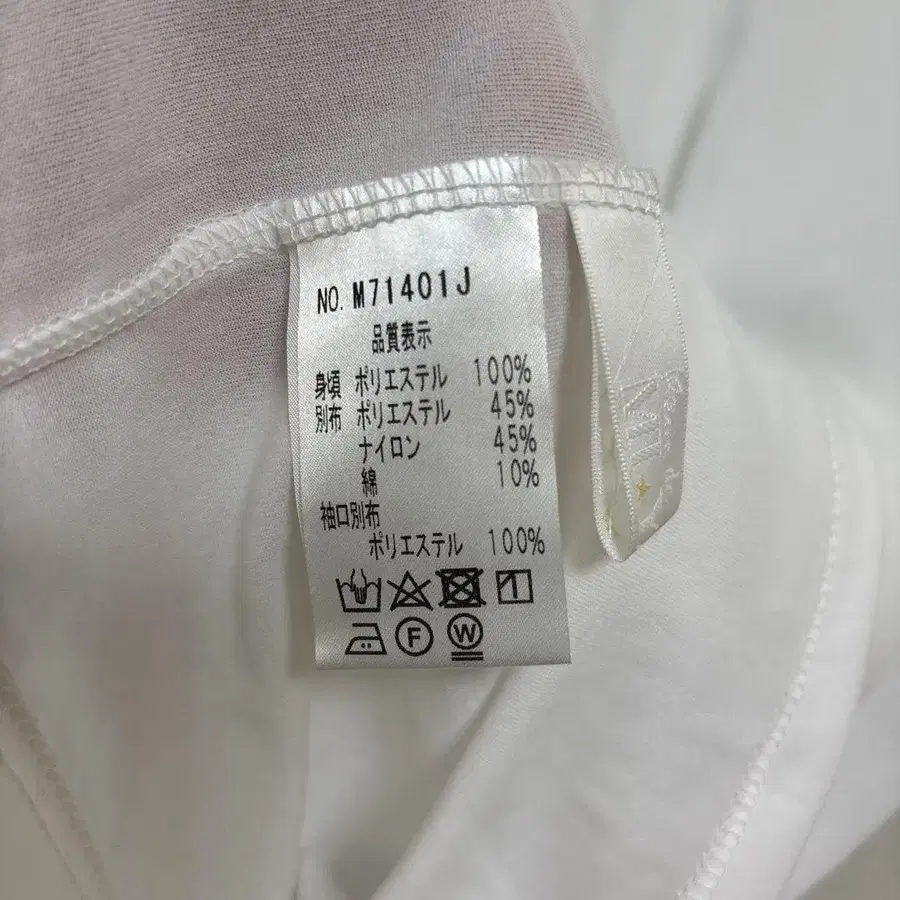 NO. M71401J
品質表示
身頃 ポリエステル 100%
別布 ポリエステル 45%
ナイロン 45%
綿 10%
袖口別布
ポリエステル 100%
1
F W